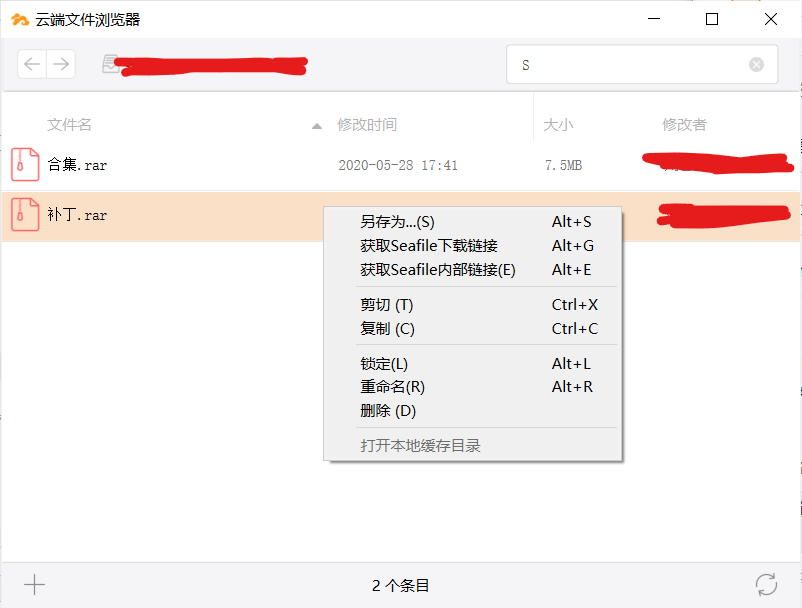 云端文件浏览器
S
文件名 修改时间 大小 修改者
合集.rar 2020-05-28 17:41 7.5MB
补丁.rar
另存为...(S) Alt+S
获取Seafile下载链接 Alt+G
获取Seafile内部链接(E) Alt+E
剪切 (T) Ctrl+X
复制 (C) Ctrl+C
锁定(L) Alt+L
重命名(R) Alt+R
删除 (D)
打开本地缓存目录
2 个条目